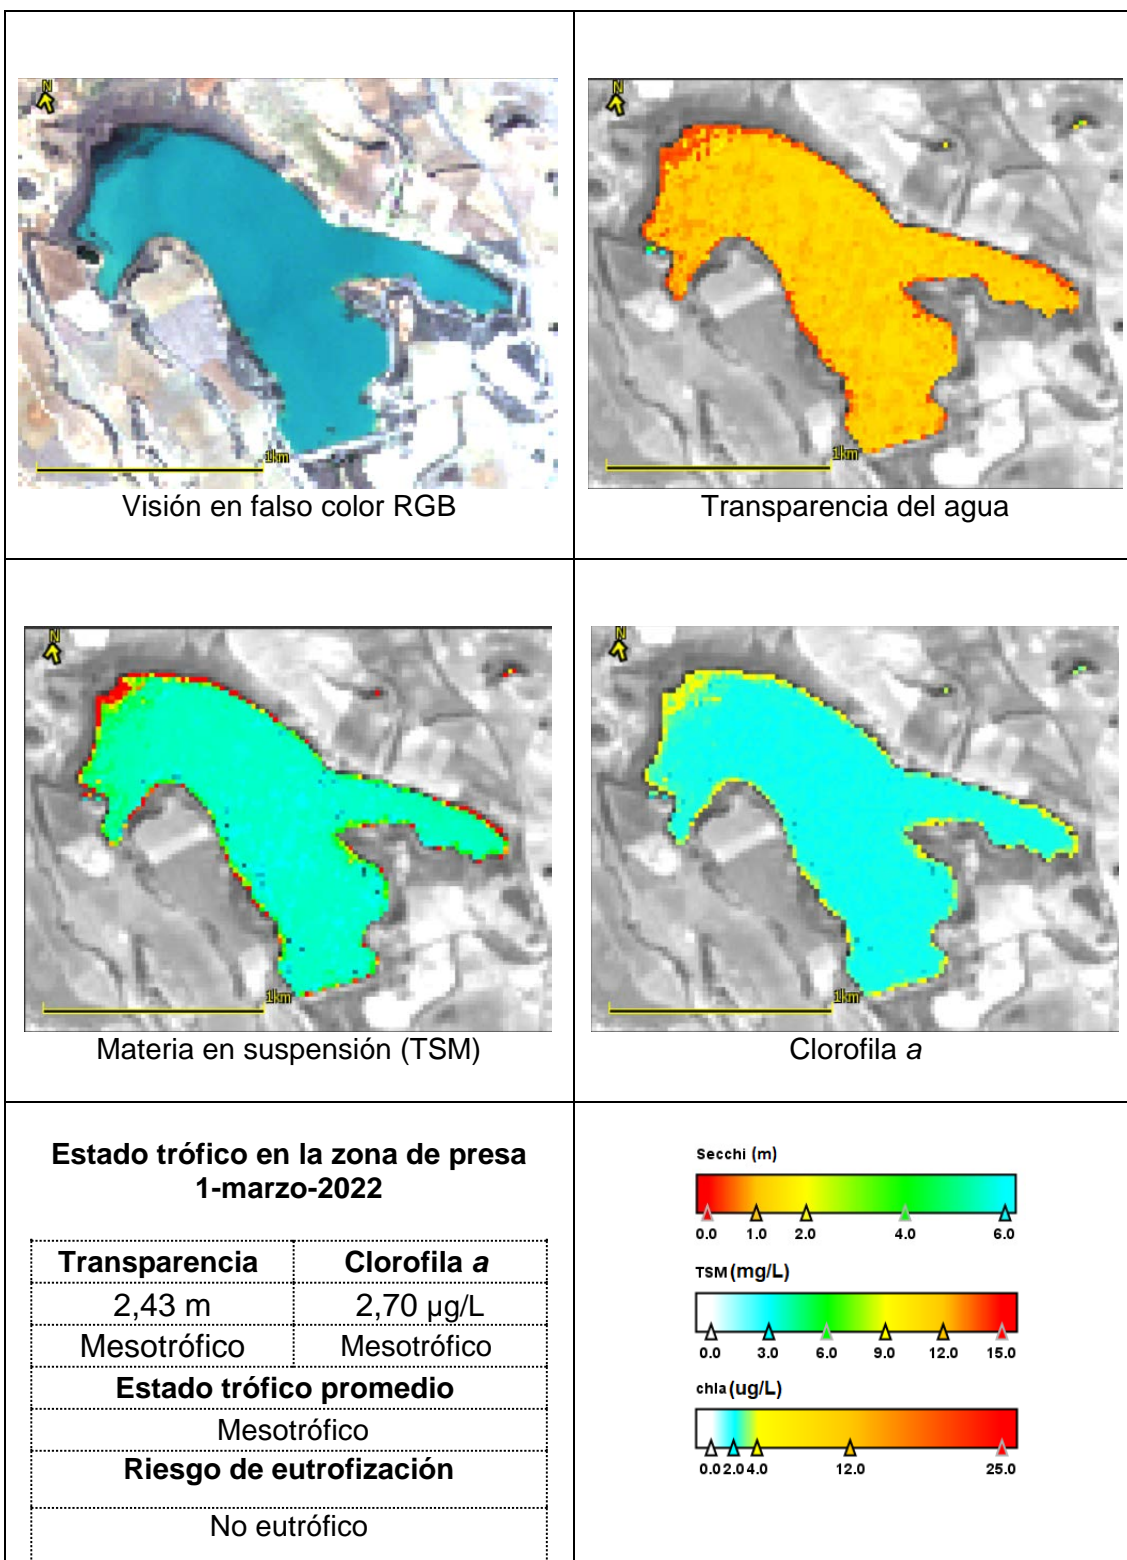 N
1km
Visión en falso color RGB
N
1km
Transparencia del agua
N
1km
Materia en suspensión (TSM)
N
1km
Clorofila a
Estado trófico en la zona de presa
1-marzo-2022
Transparencia Clorofila a
2,43 m 2,70 µg/L
Mesotrófico Mesotrófico
Estado trófico promedio
Mesotrófico
Riesgo de eutrofización
No eutrófico
Secchi (m)
0.0 1.0 2.0 4.0 6.0
TSM (mg/L)
0.0 3.0 6.0 9.0 12.0 15.0
chla (ug/L)
0.0 2.0 4.0 12.0 25.0